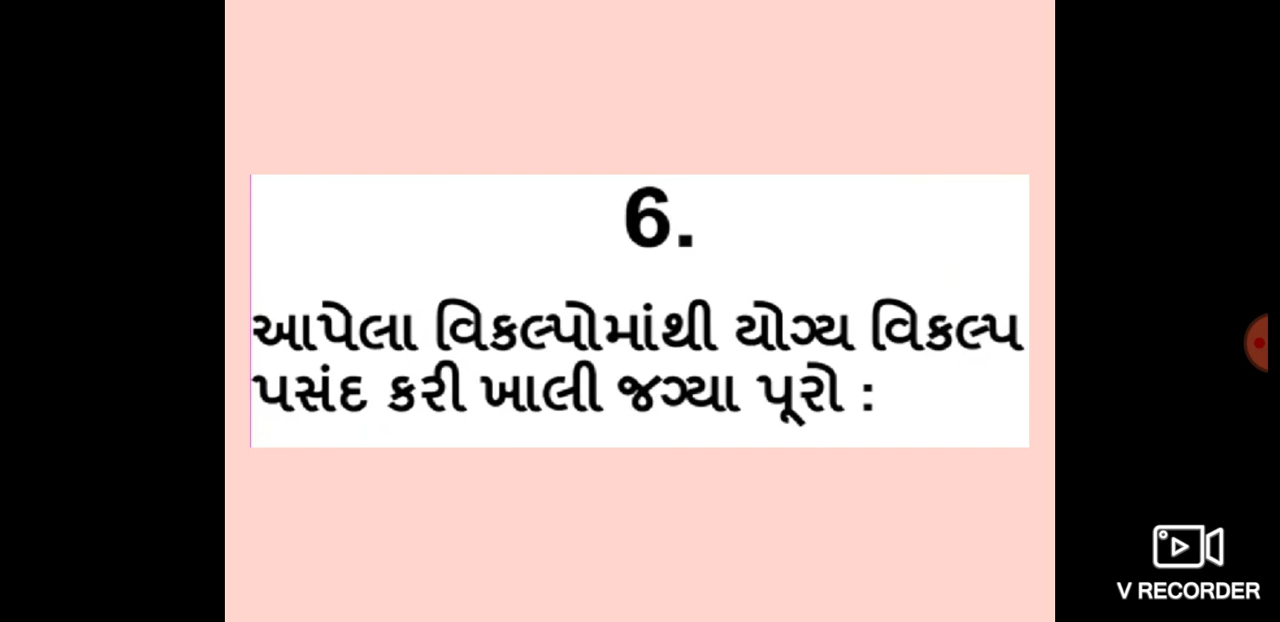 6.
આપેલા વિકલ્પોમાંથી યોગ્ય વિકલ્પ
પસંદ કરી ખાલી જગ્યા પૂરો :
V RECORDER